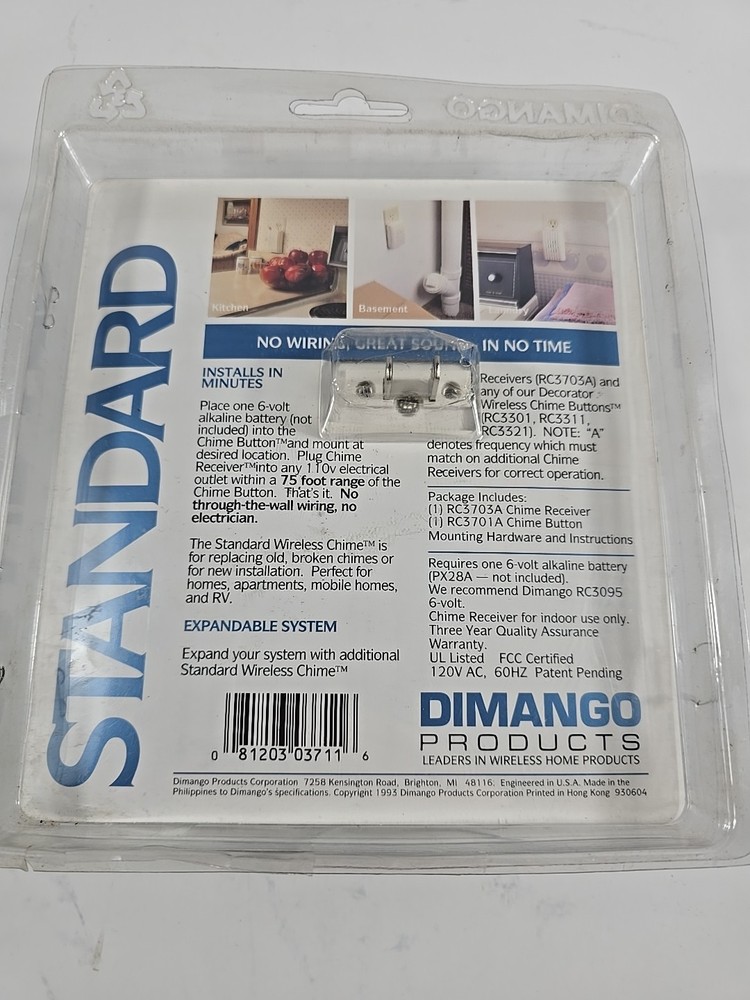 DIMANGO
STANDARD
Kitchen
Basement
NO WIRING, GREAT SOUND, IN NO TIME
INSTALLS IN
MINUTES
Place one 6-volt
alkaline battery (not
included) into the
Chime Button™and mount at
desired location. Plug Chime
Receiver™into any 110v electrical
outlet within a 75 foot range of the
Chime Button. That's it. No
through-the-wall wiring, no
electrician.
The Standard Wireless Chime™ is
for replacing old, broken chimes or
for new installation. Perfect for
homes, apartments, mobile homes,
and RV.
EXPANDABLE SYSTEM
Expand your system with additional
Standard Wireless Chime™
Receivers (RC3703A) and
any of our Decorator
Wireless Chime Buttons™
(RC3301, RC3311,
RC3321). NOTE: "A"
denotes frequency which must
match on additional Chime
Receivers for correct operation.
Package Includes:
(1) RC3703A Chime Receiver
(1) RC3701A Chime Button
Mounting Hardware and Instructions
Requires one 6-volt alkaline battery
(PX28A — not included).
We recommend Dimango RC3095
6-volt.
Chime Receiver for indoor use only.
Three Year Quality Assurance
Warranty.
UL Listed FCC Certified
120V AC, 60HZ Patent Pending
0 81203 03711 6
DIMANGO
PRODUCTS
LEADERS IN WIRELESS HOME PRODUCTS
Dimango Products Corporation 7258 Kensington Road, Brighton, MI 48116. Engineered in U.S.A. Made in the
Philippines to Dimango's specifications. Copyright 1993 Dimango Products Corporation Printed in Hong Kong 930604